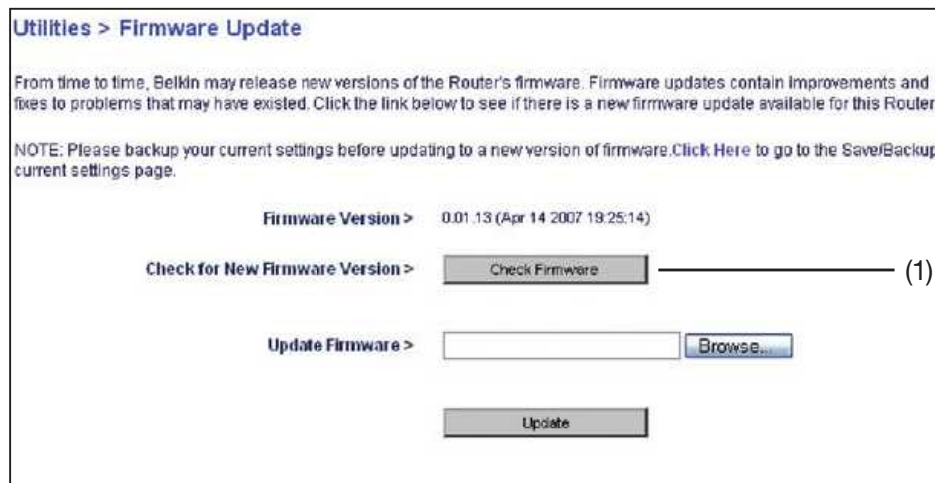 Utilities > Firmware Update
From time to time, Belkin may release new versions of the Router's firmware. Firmware updates contain improvements and
fixes to problems that may have existed. Click the link below to see if there is a new firmware update available for this Router
NOTE: Please backup your current settings before updating to a new version of firmware.Click Here to go to the Save/Backup
current settings page.
Firmware Version > 0.01.13 (Apr 14 2007 19:25:14)
Check for New Firmware Version > Check Firmware (1)
Update Firmware > Browse...
Update